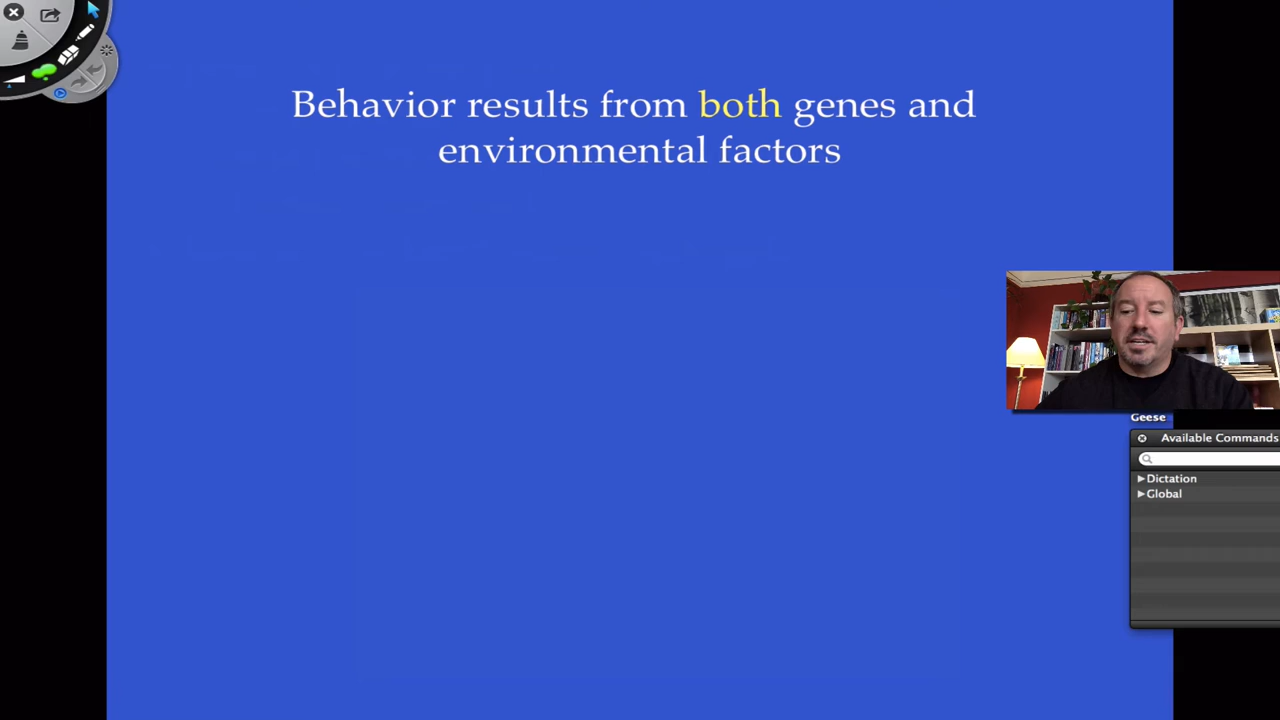 Behavior results from both genes and
environmental factors
Geese
Available Commands
Dictation
Global